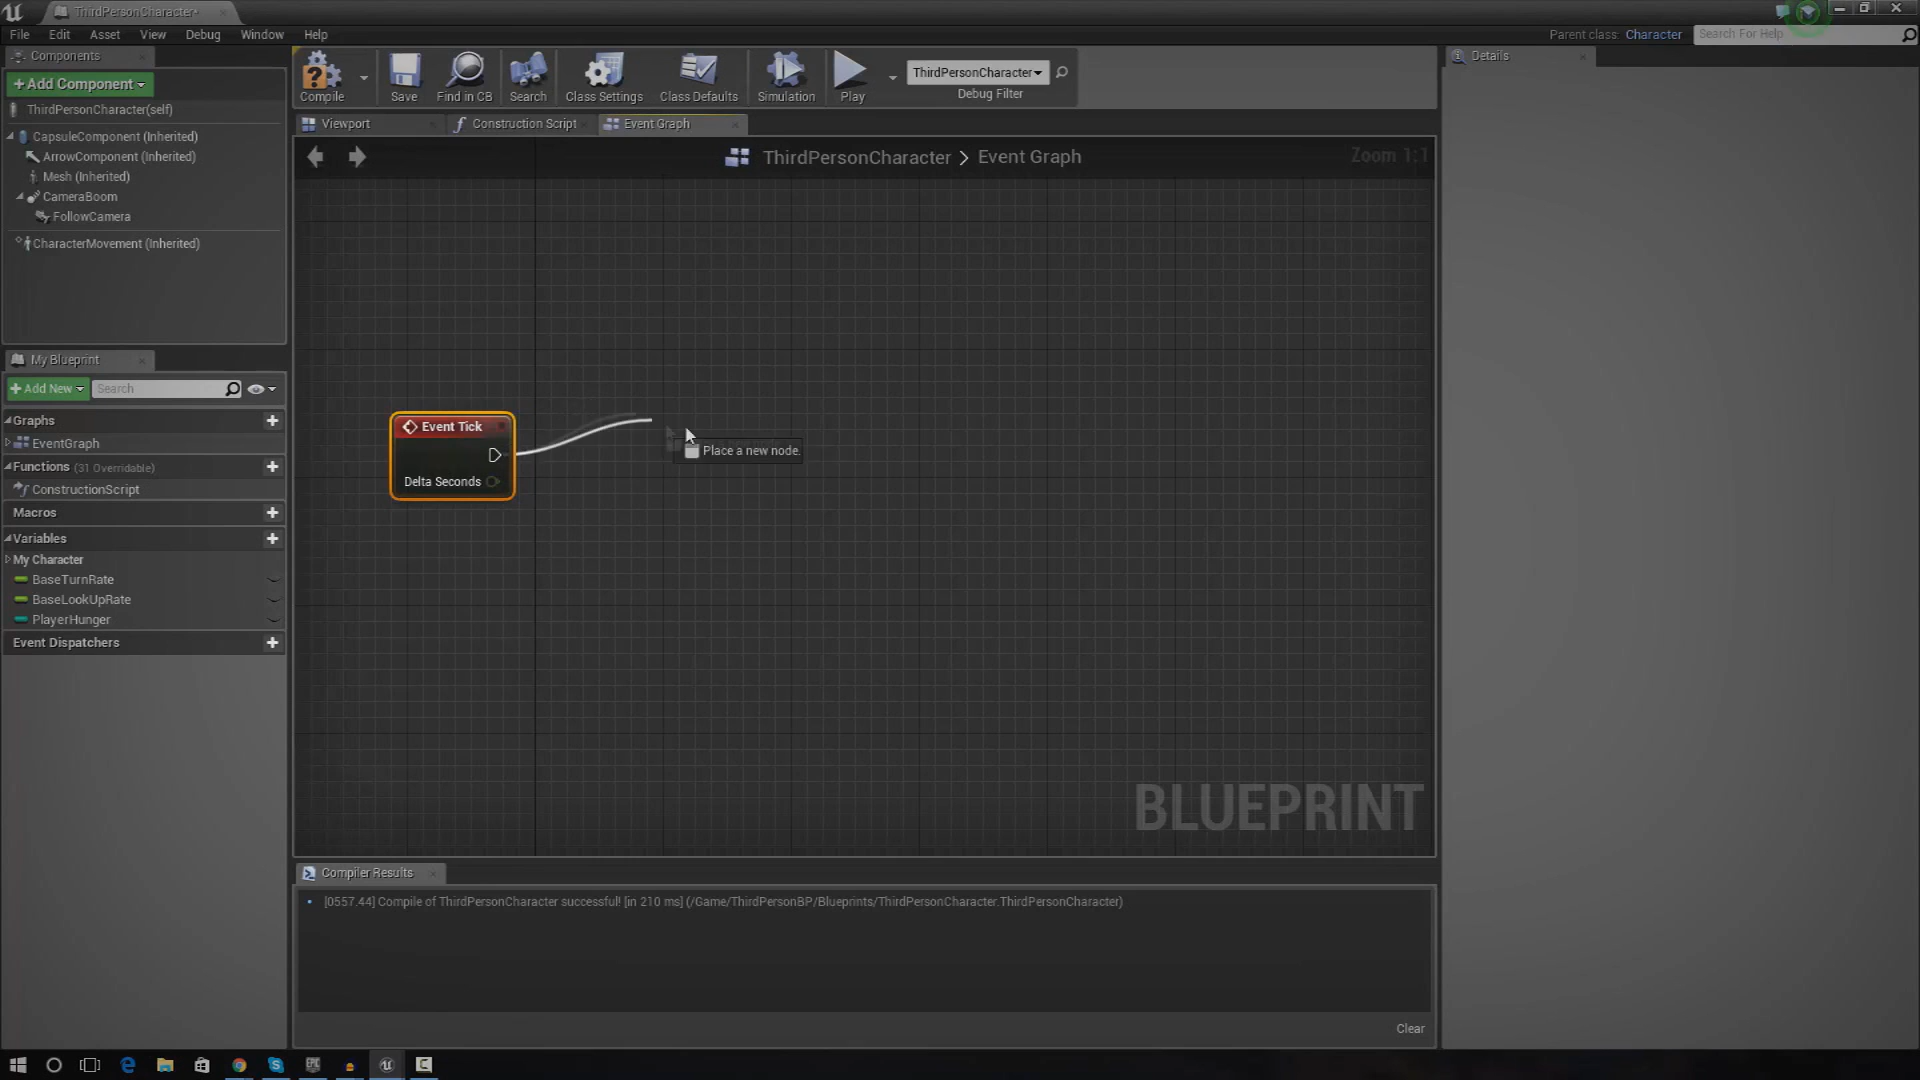 ThirdPersonCharacter*
File Edit Asset View Debug Window Help
Parent class: Character Search For Help
Components
+Add Component
ThirdPersonCharacter(self)
CapsuleComponent (Inherited)
ArrowComponent (Inherited)
Mesh (Inherited)
CameraBoom
FollowCamera
CharacterMovement (Inherited)
My Blueprint
+Add New Search
Graphs
EventGraph
Functions (31 Overridable)
ConstructionScript
Macros
Variables
My Character
BaseTurnRate
BaseLookUpRate
PlayerHunger
Event Dispatchers
Compile Save Find in CB Search Class Settings Class Defaults Simulation Play
ThirdPersonCharacter
Debug Filter
Viewport Construction Script Event Graph
ThirdPersonCharacter > Event Graph
Zoom 1:1
Event Tick
Delta Seconds
Place a new node.
BLUEPRINT
Compiler Results
[0557.44] Compile of ThirdPersonCharacter successful! [in 210 ms] (/Game/ThirdPersonBP/Blueprints/ThirdPersonCharacter.ThirdPersonCharacter)
Clear
Details